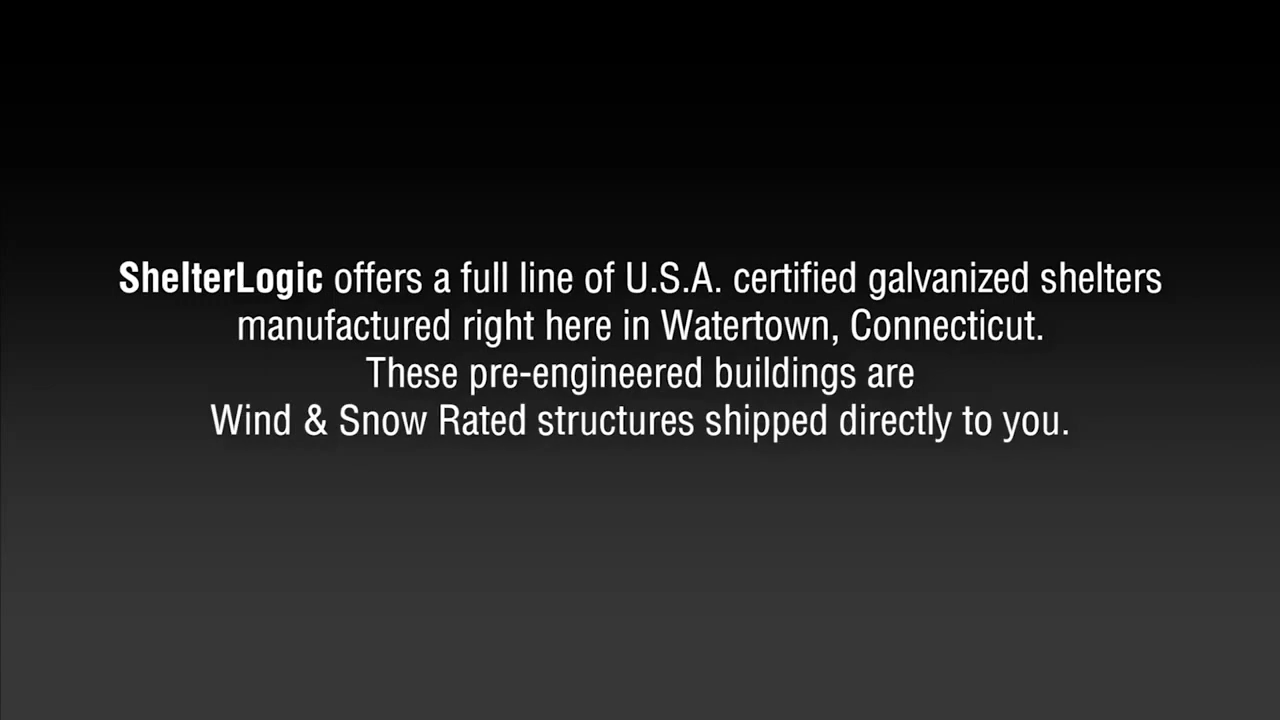 ShelterLogic offers a full line of U.S.A. certified galvanized shelters
manufactured right here in Watertown, Connecticut.
These pre-engineered buildings are
Wind & Snow Rated structures shipped directly to you.